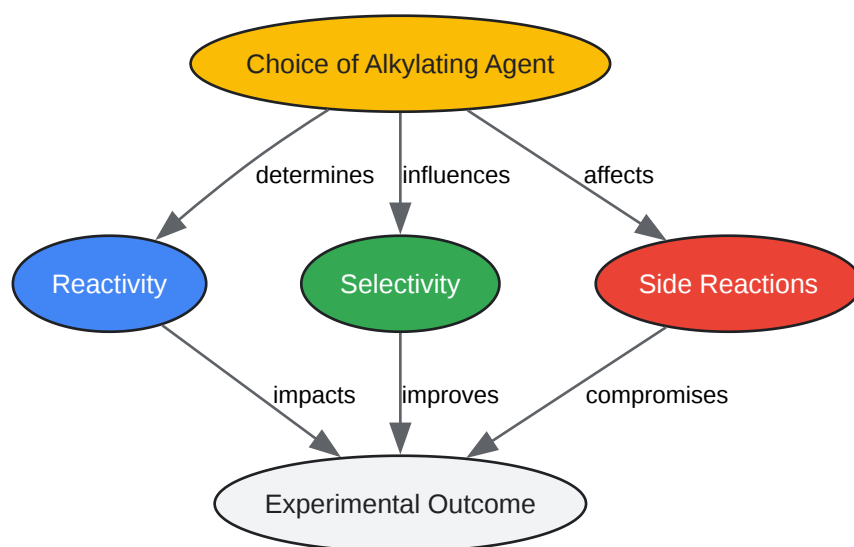 Choice of Alkylating Agent
determines
influences
affects
Reactivity
Selectivity
Side Reactions
impacts
improves
compromises
Experimental Outcome